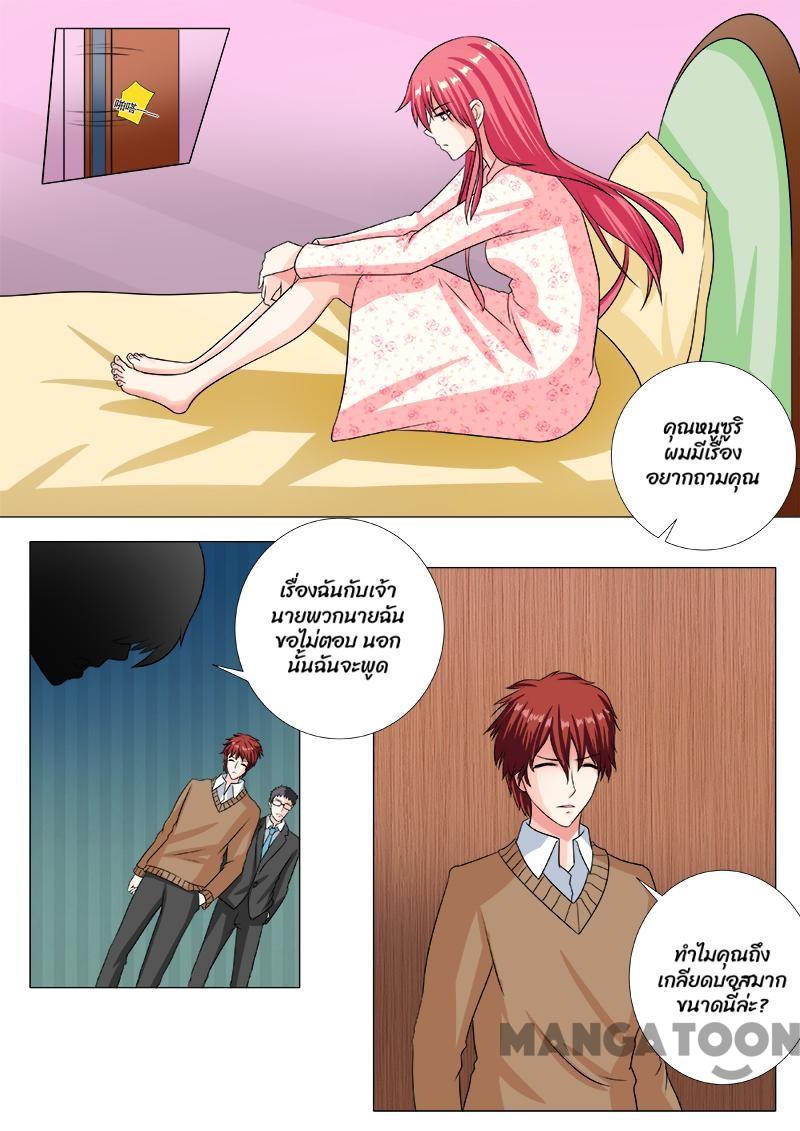 啪嗒
คุณหนูซูริ
ผมมีเรื่อง
อยากถามคุณ
เรื่องฉันกับเจ้า
นายพวกนายฉัน
ขอไม่ตอบ นอก
นั้นฉันจะพูด
ทำไมคุณถึง
เกลียดบอสมาก
ขนาดนี้ล่ะ?
MANGATOON